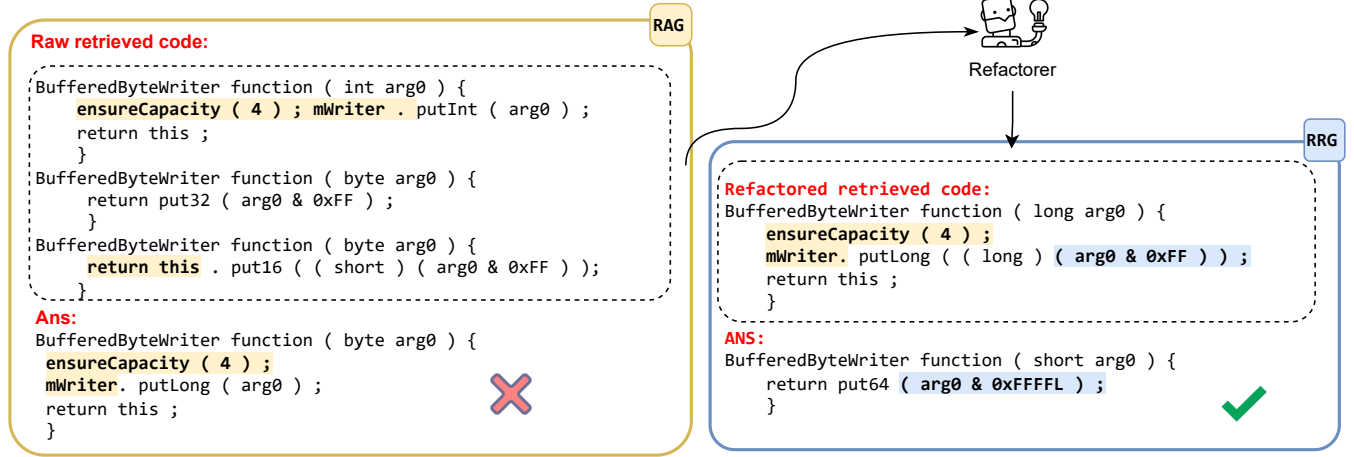 RAG
Raw retrieved code:
BufferedByteWriter function ( int arg0 ) {
ensureCapacity ( 4 ) ; mWriter . putInt ( arg0 ) ;
return this ;
}
BufferedByteWriter function ( byte arg0 ) {
return put32 ( arg0 & 0xFF ) ;
}
BufferedByteWriter function ( byte arg0 ) {
return this . put16 ( ( short ) ( arg0 & 0xFF ) );
}
Ans:
BufferedByteWriter function ( byte arg0 ) {
ensureCapacity ( 4 ) ;
mWriter. putLong ( arg0 ) ;
return this ;
}
Refactorer
RRG
Refactored retrieved code:
BufferedByteWriter function ( long arg0 ) {
ensureCapacity ( 4 ) ;
mWriter. putLong ( ( long ) ( arg0 & 0xFF ) ) ;
return this ;
}
ANS:
BufferedByteWriter function ( short arg0 ) {
return put64 ( arg0 & 0xFFFFL ) ;
}